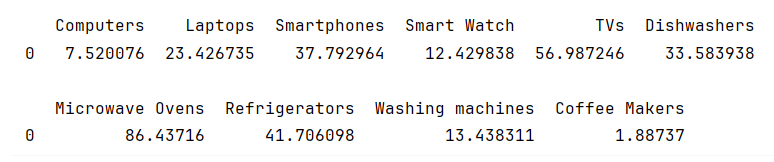 Computers Laptops Smartphones Smart Watch TVs Dishwashers
0 7.520076 23.426735 37.792964 12.429838 56.987246 33.583938
Microwave Ovens Refrigerators Washing machines Coffee Makers
0 86.43716 41.706098 13.438311 1.88737